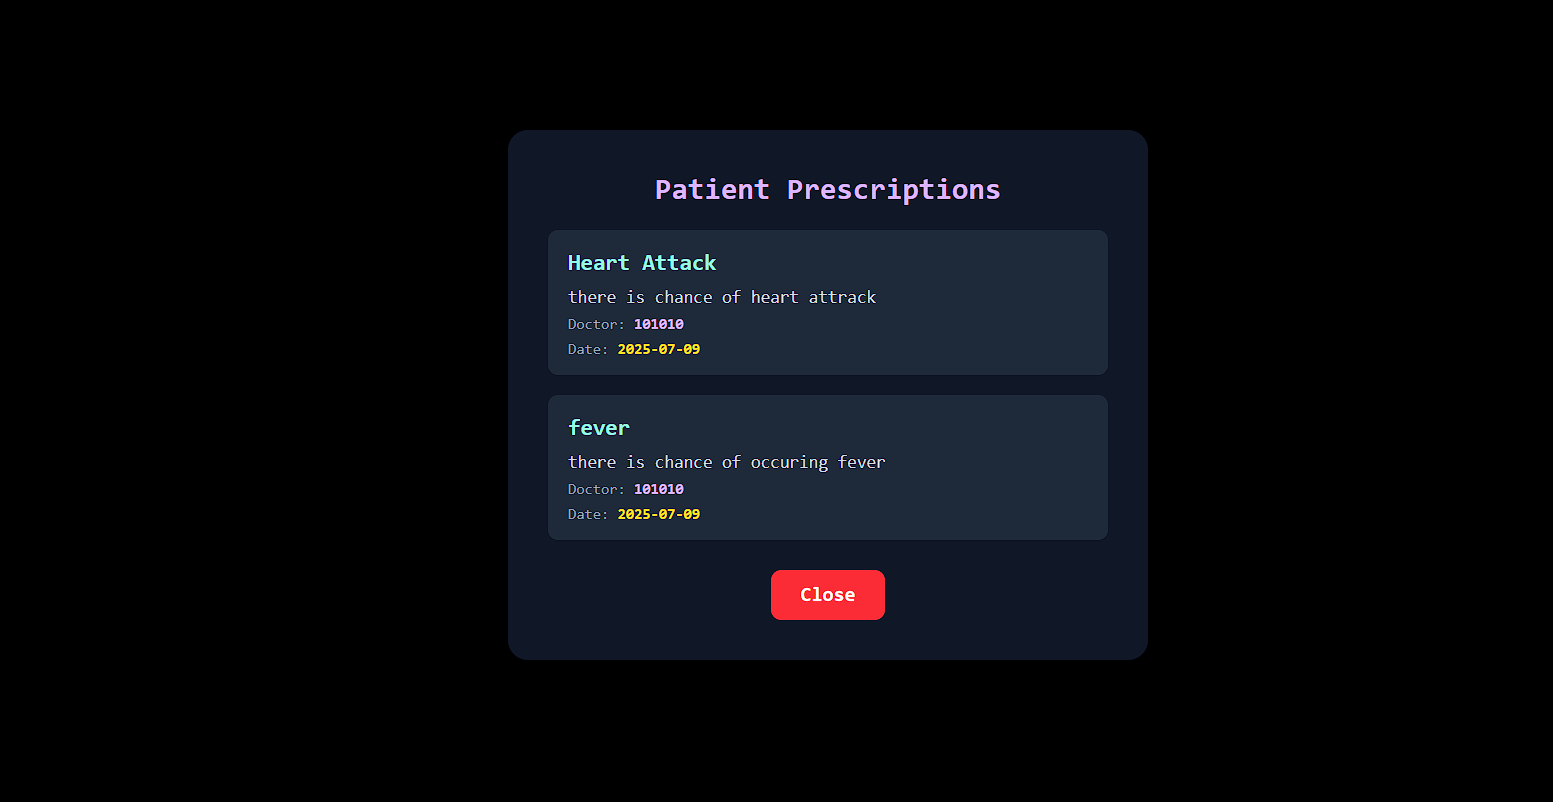 Patient Prescriptions
Heart Attack
there is chance of heart attrack
Doctor: 101010
Date: 2025-07-09
fever
there is chance of occuring fever
Doctor: 101010
Date: 2025-07-09
Close